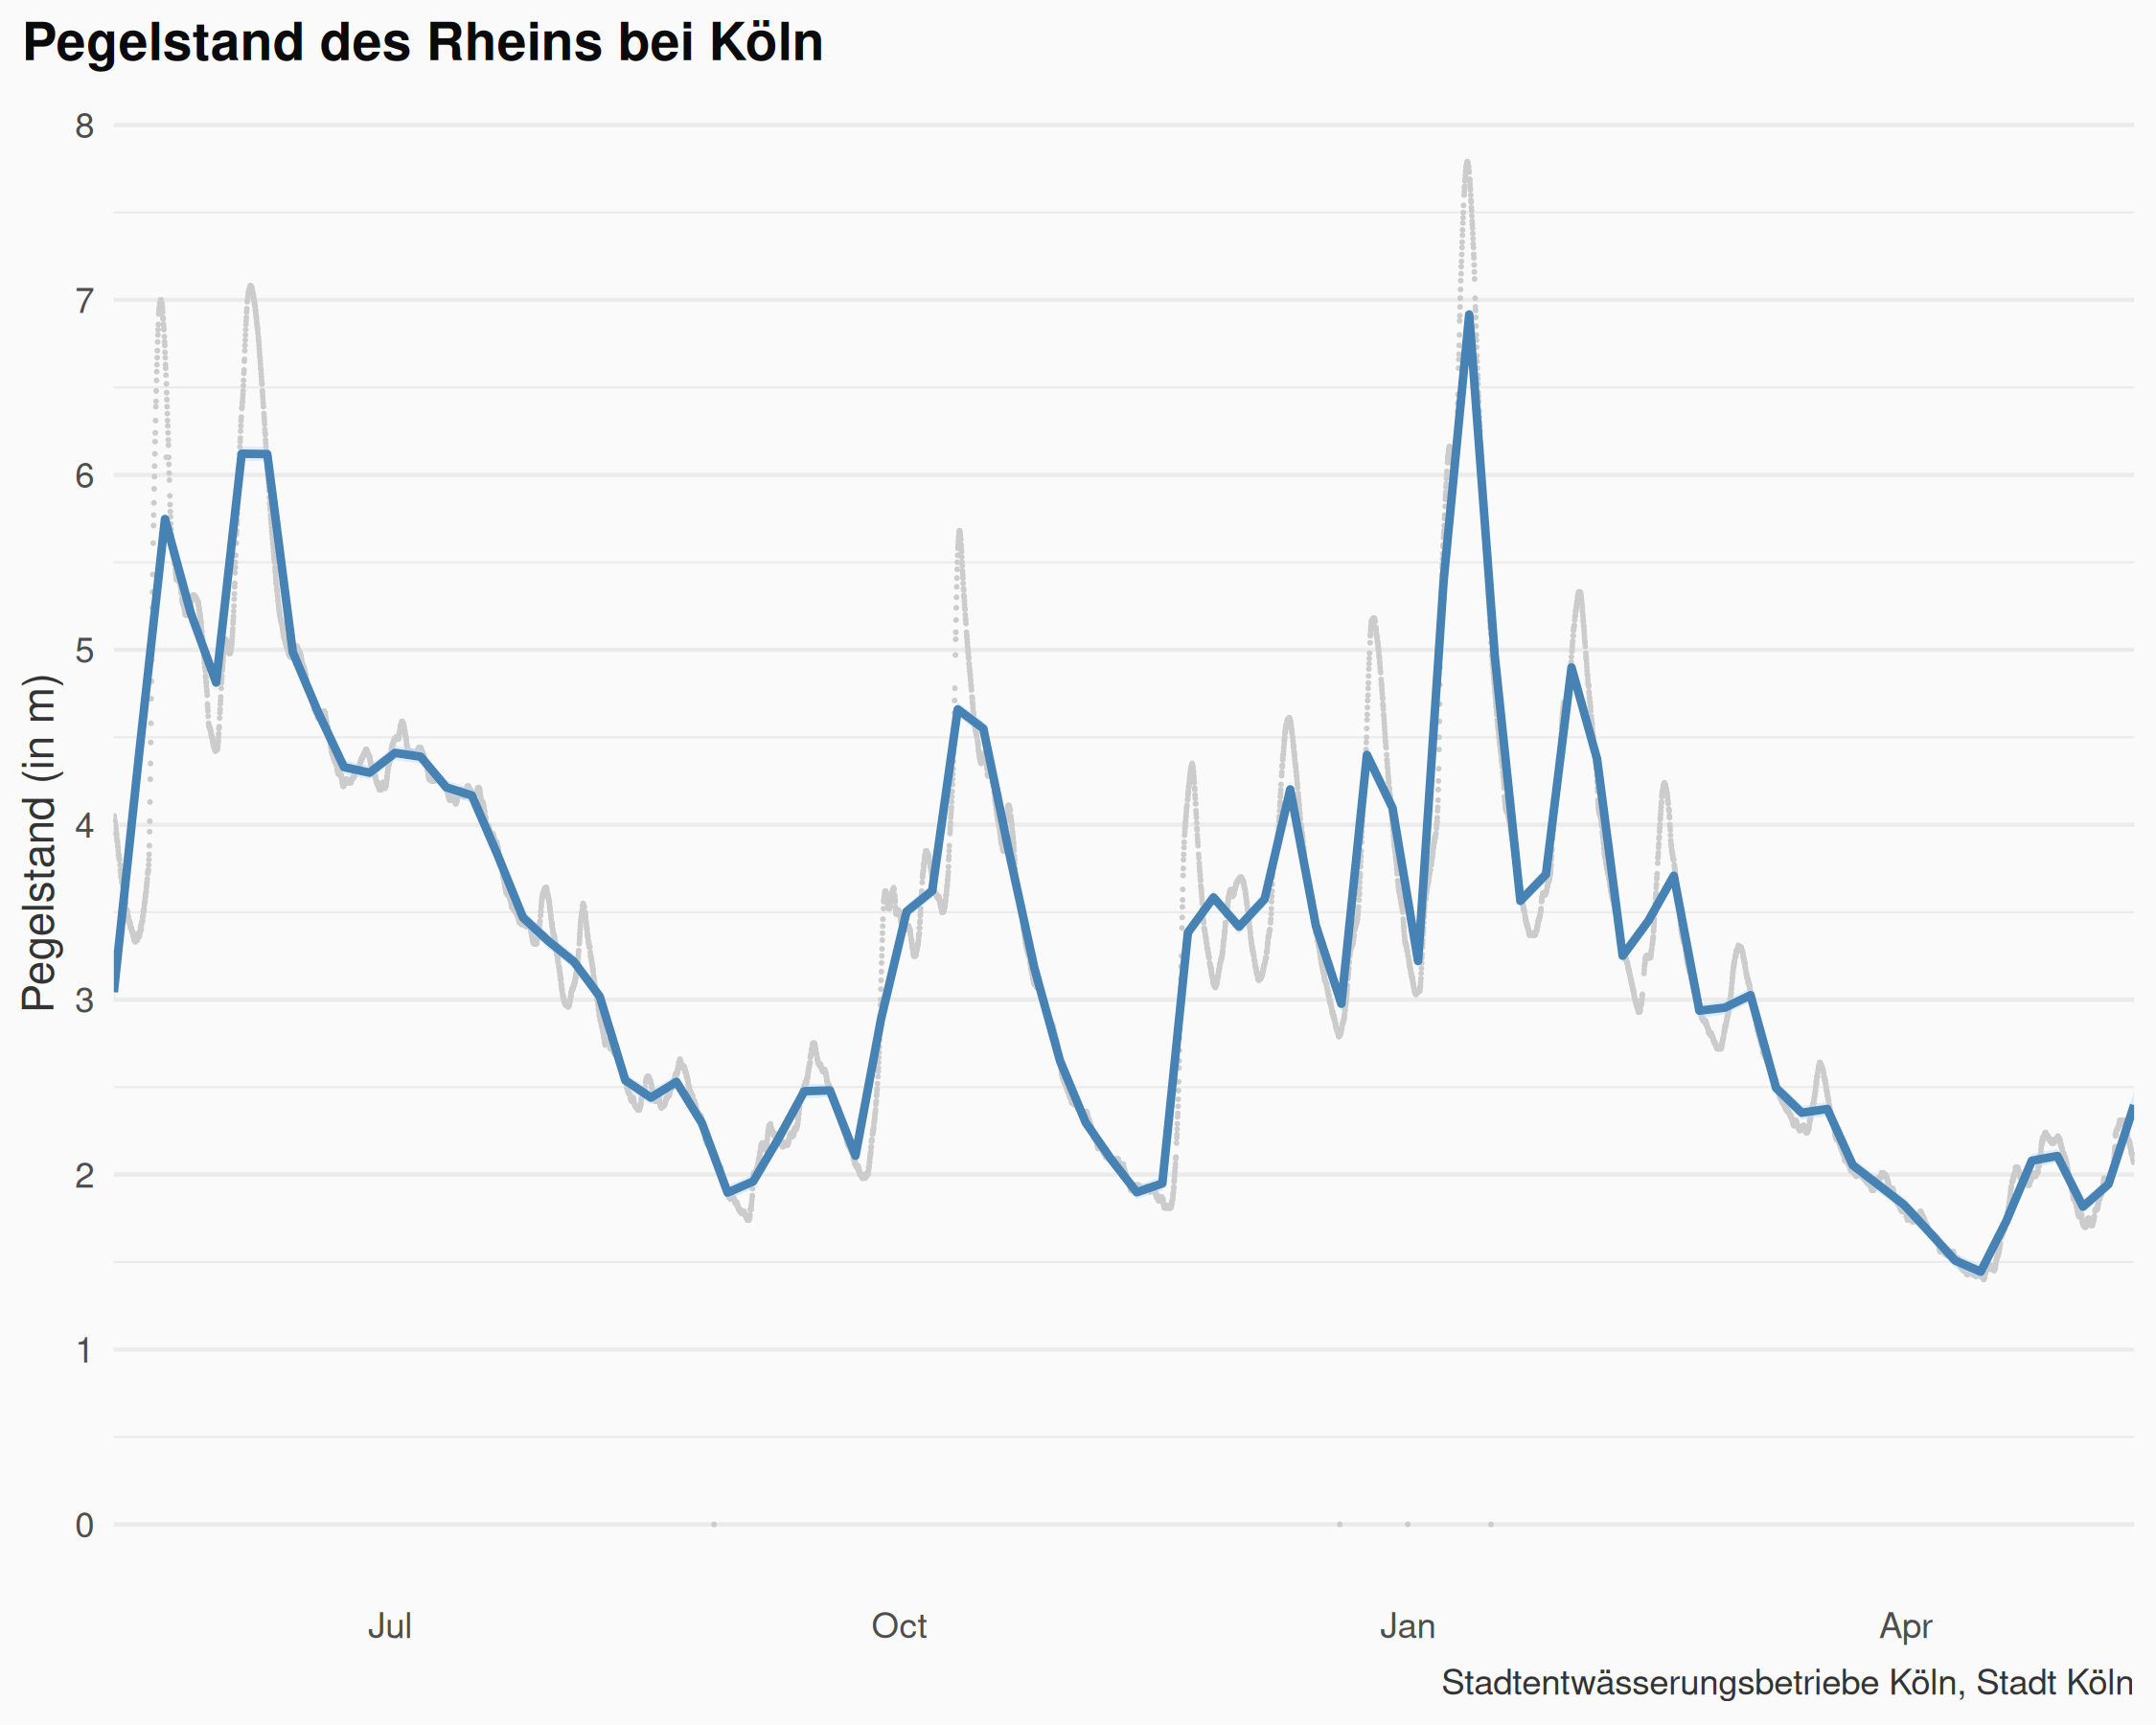 Pegelstand des Rheins bei Köln
Pegelstand (in m)
8
7
6
5
4
3
2
1
0
Jul Oct Jan Apr
Stadtentwässerungsbetriebe Köln, Stadt Köln